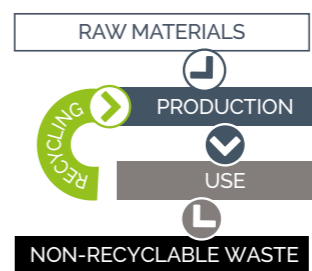 RAW MATERIALS
RECYCLING
PRODUCTION
USE
NON-RECYCLABLE WASTE